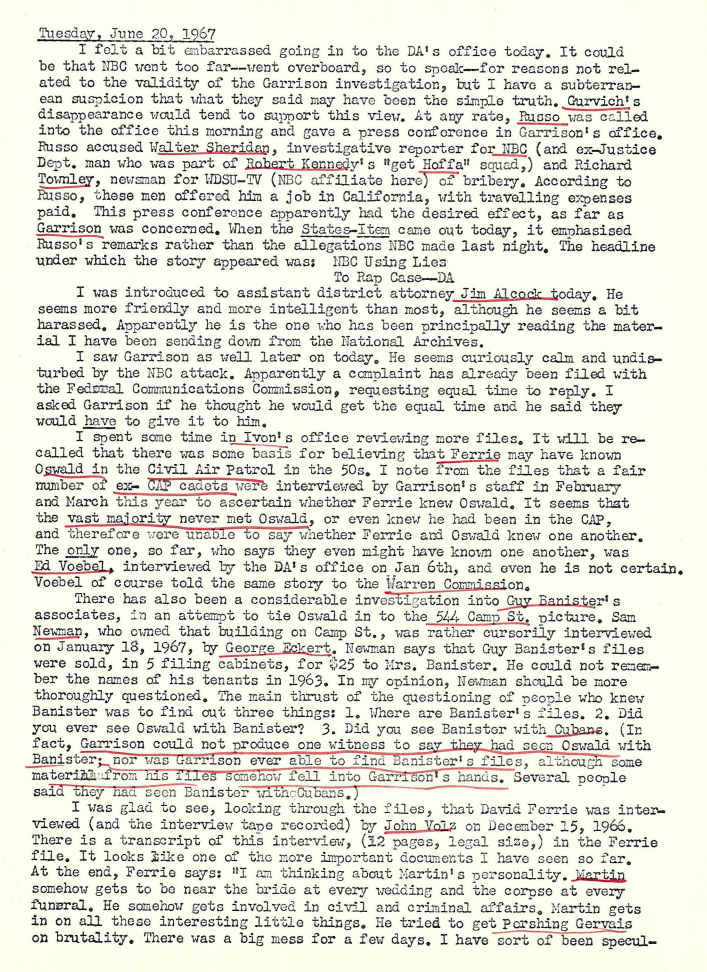 Tuesday, June 20, 1967
I felt a bit embarrassed going in to the DA's office today. It could
be that NBC went too far--went overboard, so to speak--for reasons not rel-
ated to the validity of the Garrison investigation, but I have a subterran-
ean suspicion that what they said may have been the simple truth. Gurvich's
disappearance would tend to support this view. At any rate, Russo was called
into the office this morning and gave a press conference in Garrison's office.
Russo accused Walter Sheridan, investigative reporter for NBC (and ex-Justice
Dept. man who was part of Robert Kennedy's "get Hoffa" squad,) and Richard
Townley, newsman for WDSU-TV (NBC affiliate here) of bribery. According to
Russo, these men offered him a job in California, with travelling expenses
paid. This press conference apparently had the desired effect, as far as
Garrison was concerned. When the States-Item came out today, it emphasised
Russo's remarks rather than the allegations NBC made last night. The headline
under which the story appeared was: NBC Using Lies
To Rap Case--DA
I was introduced to assistant district attorney Jim Alcock today. He
seems more friendly and more intelligent than most, although he seems a bit
harassed. Apparently he is the one who has been principally reading the mater-
ial I have been sending down from the National Archives.
I saw Garrison as well later on today. He seems curiously calm and undis-
turbed by the NBC attack. Apparently a complaint has already been filed with
the Federal Communications Commission, requesting equal time to reply. I
asked Garrison if he thought he would get the equal time and he said they
would have to give it to him.
I spent some time in Ivon's office reviewing more files. It will be re-
called that there was some basis for believing that Ferrie may have known
Oswald in the Civil Air Patrol in the 50s. I note from the files that a fair
number of ex- CAP cadets were interviewed by Garrison's staff in February
and March this year to ascertain whether Ferrie knew Oswald. It seems that
the vast majority never met Oswald, or even knew he had been in the CAP,
and therefore were unable to say whether Ferrie and Oswald knew one another.
The only one, so far, who says they even might have known one another, was
Ed Voebel, interviewed by the DA's office on Jan 6th, and even he is not certain.
Voebel of course told the same story to the Warren Commission.
There has also been a considerable investigation into Guy Banister's
associates, in an attempt to tie Oswald in to the 544 Camp St. picture. Sam
Newman, who owned that building on Camp St., was rather cursorily interviewed
on January 18, 1967, by George Eckert. Newman says that Guy Banister's files
were sold, in 5 filing cabinets, for $25 to Mrs. Banister. He could not remem-
ber the names of his tenants in 1963. In my opinion, Newman should be more
thoroughly questioned. The main thrust of the questioning of people who knew
Banister was to find out three things: 1. Where are Banister's files. 2. Did
you ever see Oswald with Banister? 3. Did you see Banister with Cubans. (In
fact, Garrison could not produce one witness to say they had seen Oswald with
Banister; nor was Garrison ever able to find Banister's files, although some
material from his files somehow fell into Garrison's hands. Several people
said they had seen Banister with Cubans.)
I was glad to see, looking through the files, that David Ferrie was inter-
viewed (and the interview tape recorded) by John Volz on December 15, 1966.
There is a transcript of this interview, (12 pages, legal size,) in the Ferrie
file. It looks like one of the more important documents I have seen so far.
At the end, Ferrie says: "I am thinking about Martin's personality. Martin
somehow gets to be near the bride at every wedding and the corpse at every
funeral. He somehow gets involved in civil and criminal affairs. Martin gets
in on all these interesting little things. He tried to get Pershing Gervais
on brutality. There was a big mess for a few days. I have sort of been specul-